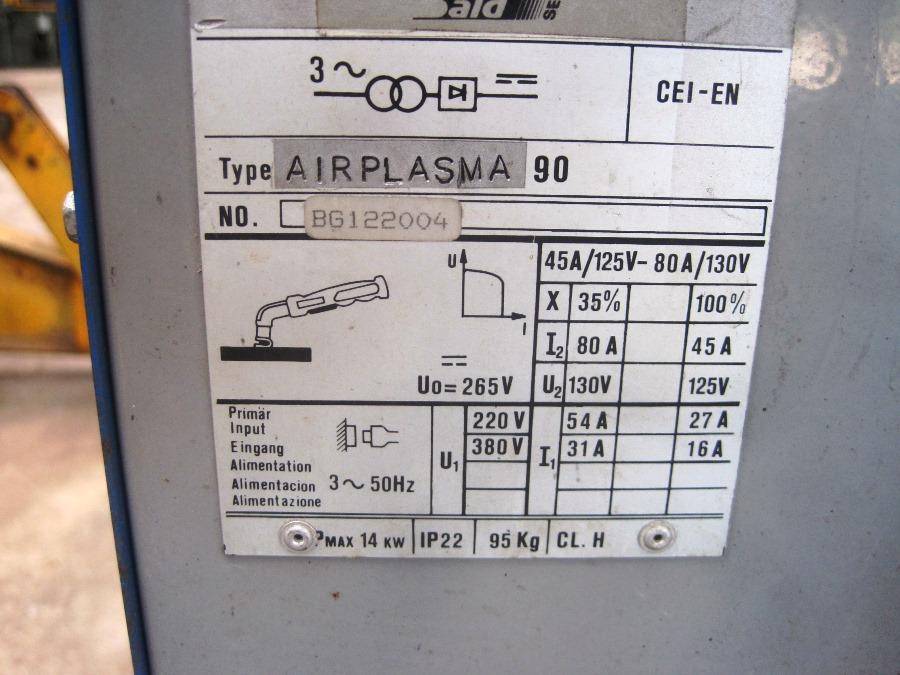 SE
3 ~
CEI-EN
Type AIRPLASMA 90
NO. BG122004
U
I
45A/125V- 80A/130V
X 35% 100%
I2 80 A 45 A
Uo= 265V
U2 130V 125V
Primär
Input
Eingang
Alimentation
Alimentacion
Alimentazione
3 ~ 50Hz
U1 220 V 380 V
I1 54 A 27 A
31 A 16 A
PMAX 14 KW IP22 95 Kg CL. H